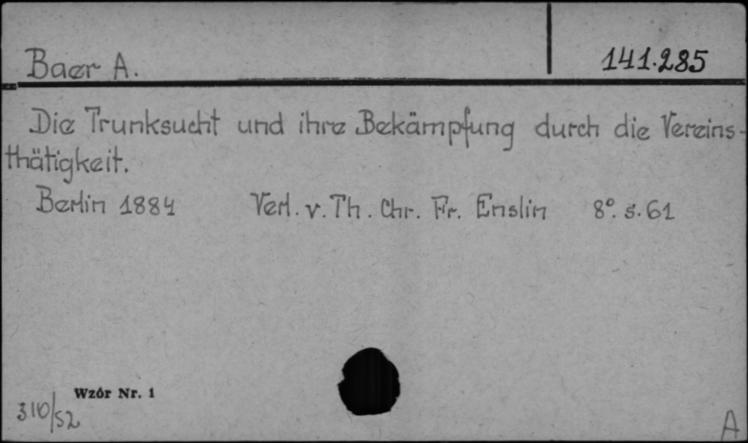 Baer A.
141.285
Die Trunksucht und ihre Bekämpfung durch die Vereins-
thätigkeit.
Berlin 1884 Verl. v. Th. Chr. Fr. Enslin 8°. s. 61
Wzór Nr. 1
310/52
A